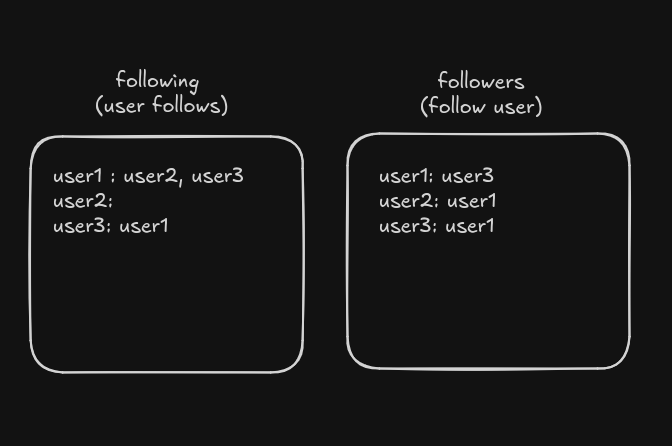 following
(user follows)
user1 : user2, user3
user2:
user3: user1
followers
(follow user)
user1: user3
user2: user1
user3: user1